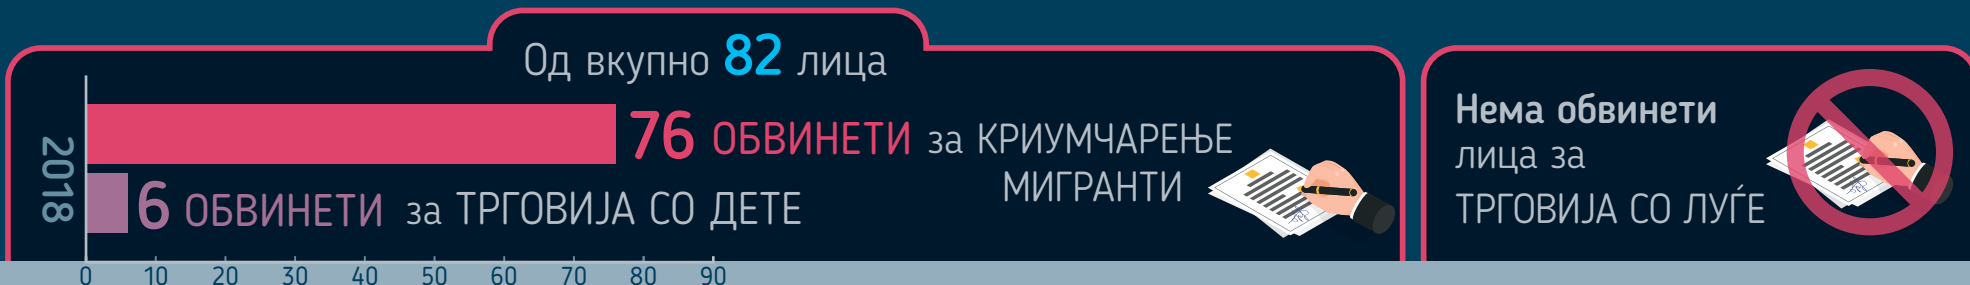 Од вкупно 82 лица
76 ОБВИНЕТИ за КРИУМЧАРЕЊЕ
МИГРАНТИ
6 ОБВИНЕТИ за ТРГОВИЈА СО ДЕТЕ
2018
0 10 20 30 40 50 60 70 80 90
Нема обвинети
лица за
ТРГОВИЈА СО ЛУЃЕ